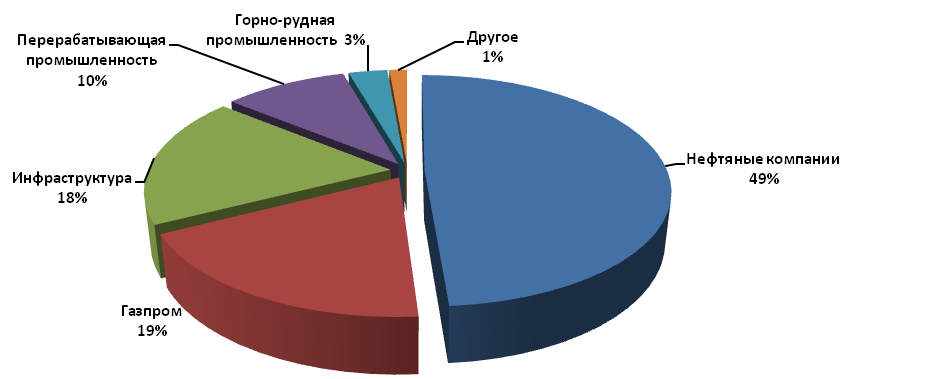 Горно-рудная
промышленность 3%
Другое
1%
Перерабатывающая
промышленность
10%
Нефтяные компании
49%
Инфраструктура
18%
Газпром
19%